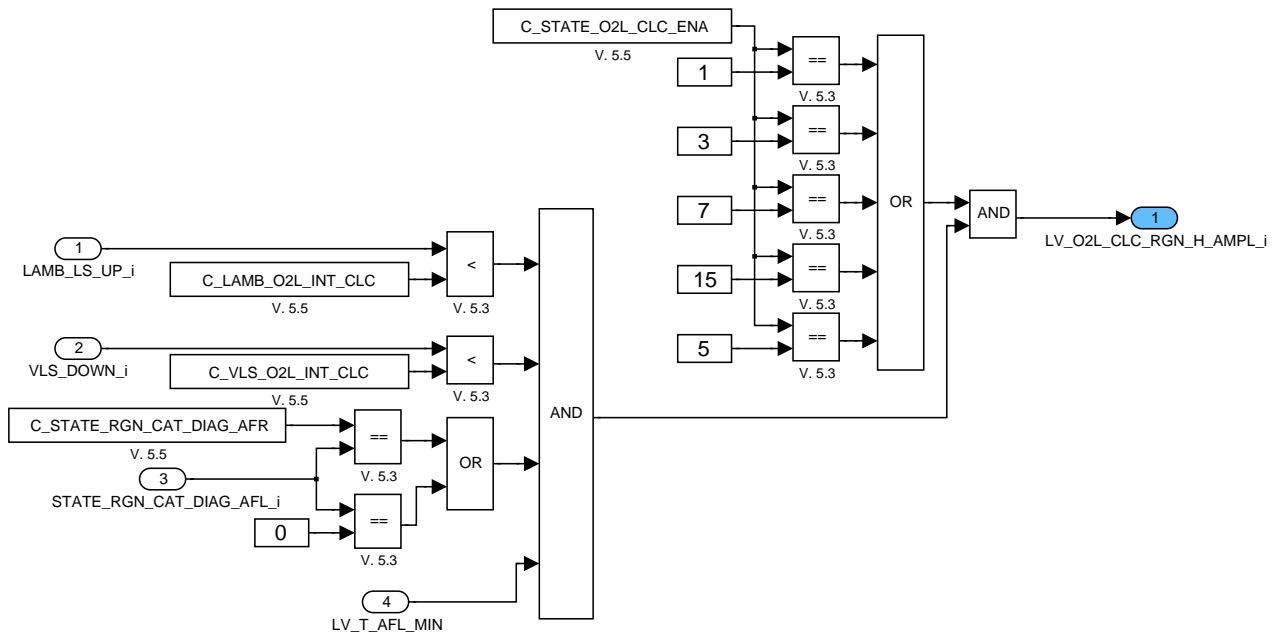 C_STATE_O2L_CLC_ENA
V. 5.5
==
1
V. 5.3
==
3
V. 5.3
==
7
V. 5.3
OR
AND
1
LV_O2L_CLC_RGN_H_AMPL_i
==
15
V. 5.3
==
5
V. 5.3
1
LAMB_LS_UP_i
<
C_LAMB_O2L_INT_CLC
V. 5.5
V. 5.3
2
VLS_DOWN_i
<
C_VLS_O2L_INT_CLC
V. 5.5
V. 5.3
AND
C_STATE_RGN_CAT_DIAG_AFR
V. 5.5
==
V. 5.3
OR
3
STATE_RGN_CAT_DIAG_AFL_i
==
0
V. 5.3
4
LV_T_AFL_MIN